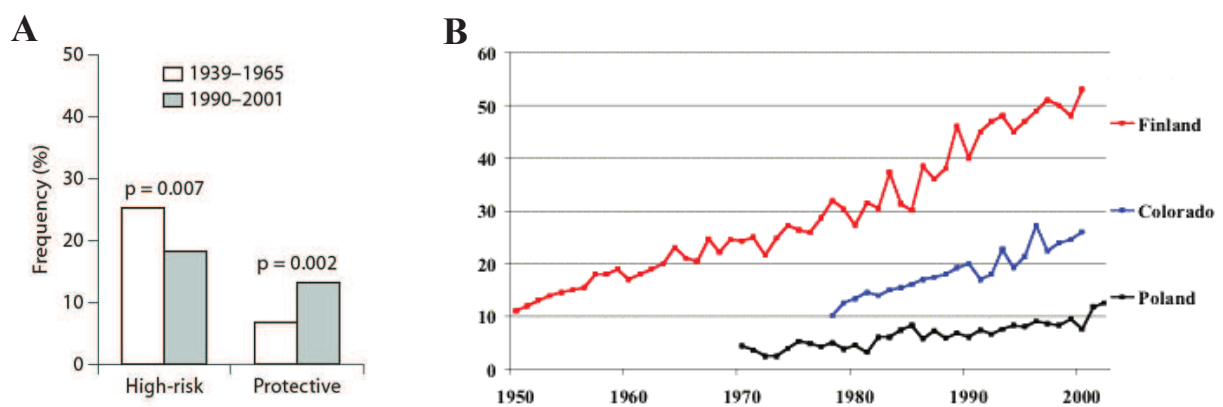 A
50
40
30
20
10
0
Frequency (%)
1939–1965
1990–2001
p = 0.007
p = 0.002
High-risk
Protective
B
60
50
40
30
20
10
0
1950 1960 1970 1980 1990 2000
Finland
Colorado
Poland